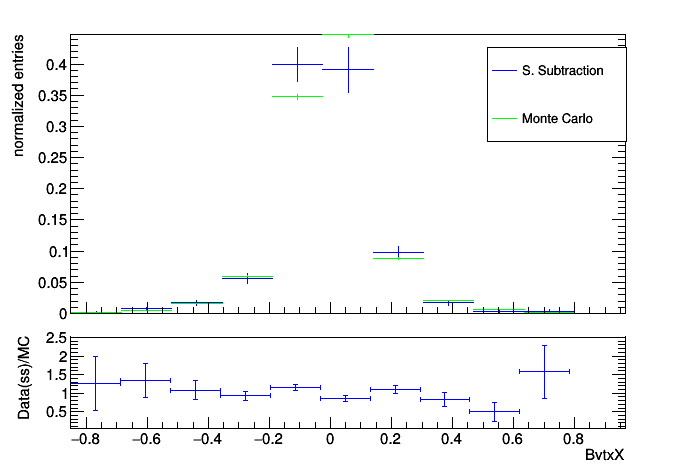 normalized entries
0.4
0.35
0.3
0.25
0.2
0.15
0.1
0.05
0
S. Subtraction
Monte Carlo
Data(ss)/MC
2.5
2
1.5
1
0.5
−0.8 −0.6 −0.4 −0.2 0 0.2 0.4 0.6 0.8
BvtxX